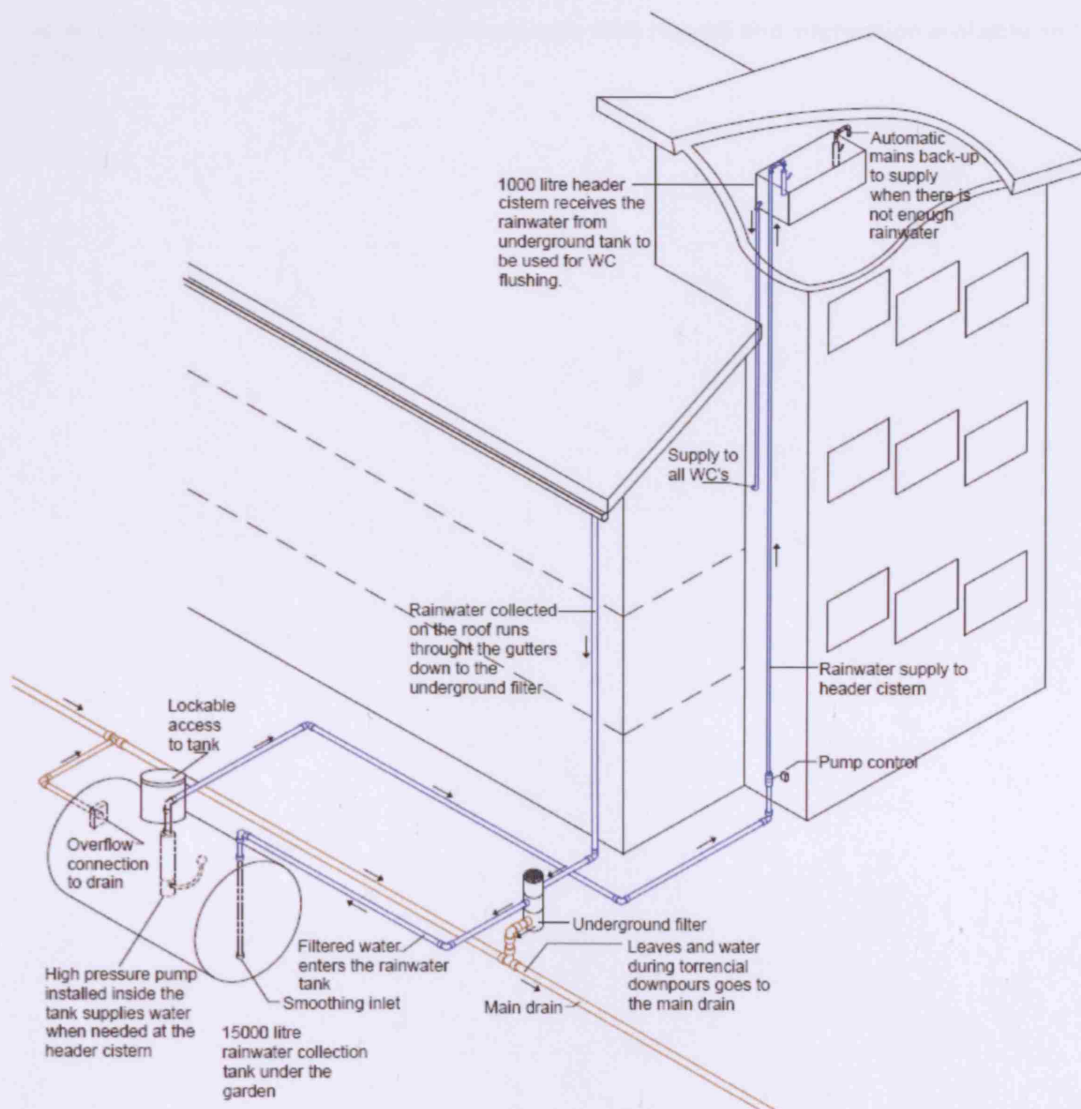 Automatic
mains back-up
to supply
when there is
not enough
rainwater
1000 litre header
cistern receives the
rainwater from
underground tank to
be used for WC
flushing.
Supply to
all WC's
Rainwater collected
on the roof runs
throught the gutters
down to the
underground filter
Rainwater supply to
header cistern
Lockable
access
to tank
Pump control
Overflow
connection
to drain
Underground filter
Filtered water
enters the rainwater
tank
Leaves and water
during torrencial
downpours goes to
the main drain
High pressure pump
installed inside the
tank supplies water
when needed at the
header cistern
Smoothing inlet
Main drain
15000 litre
rainwater collection
tank under the
garden